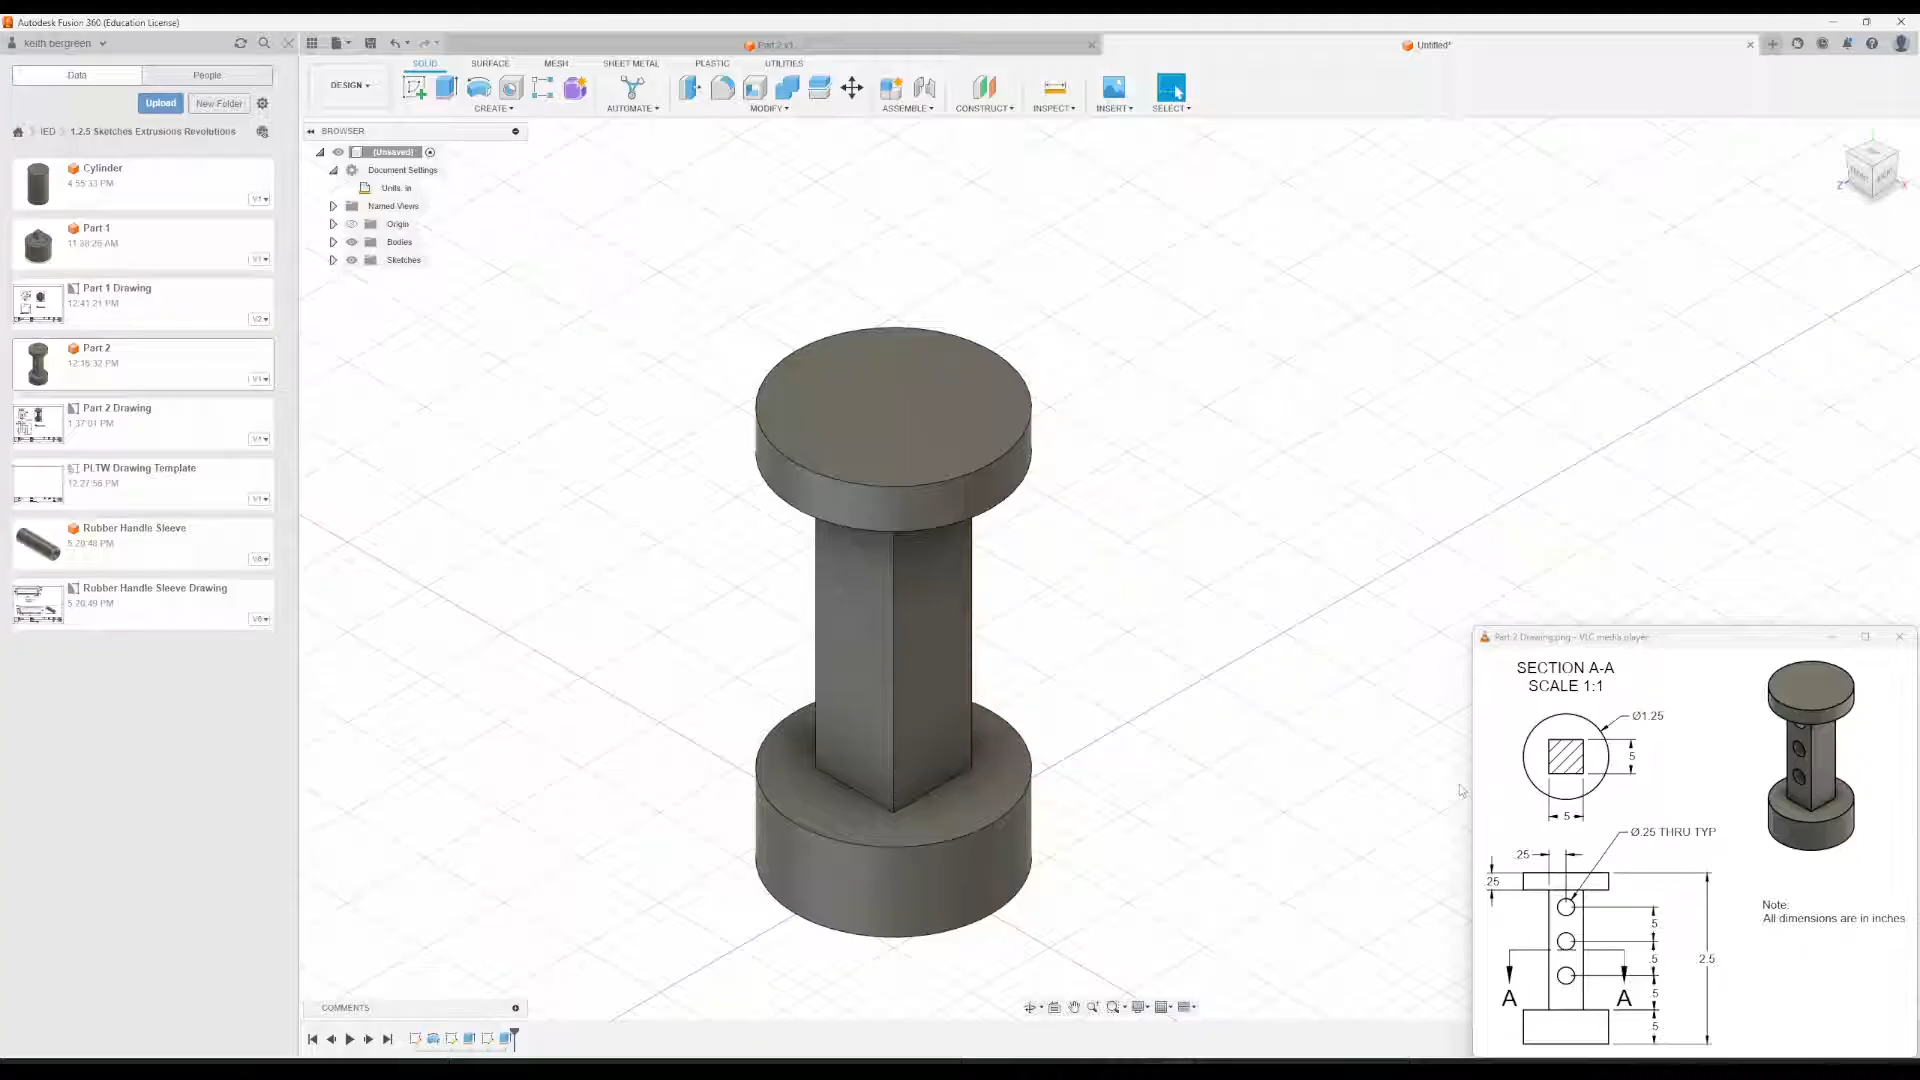 Autodesk Fusion 360 (Education License)
keith bergreen
Part 2 v1
Untitled*
Data
People
SOLID
SURFACE
MESH
SHEET METAL
PLASTIC
UTILITIES
DESIGN
Upload
New Folder
CREATE
AUTOMATE
MODIFY
ASSEMBLE
CONSTRUCT
INSPECT
INSERT
SELECT
IED
1.2.5 Sketches Extrusions Revolutions
BROWSER
(Unsaved)
Document Settings
Units: in
Named Views
Origin
Bodies
Sketches
Cylinder
4:55:33 PM
V1
Part 1
11:38:26 AM
V1
Part 1 Drawing
12:41:21 PM
V2
Part 2
12:15:32 PM
V1
Part 2 Drawing
1:37:01 PM
PLTW Drawing Template
12:27:56 PM
V1
Rubber Handle Sleeve
5:20:48 PM
Rubber Handle Sleeve Drawing
5:20:49 PM
Z
X
Part 2 Drawing.png - VLC media player
SECTION A-A
SCALE 1:1
Ø1.25
.5
.5
Ø.25 THRU TYP
.25
.25
.5
.5
.5
.5
2.5
A
A
Note:
All dimensions are in inches
COMMENTS